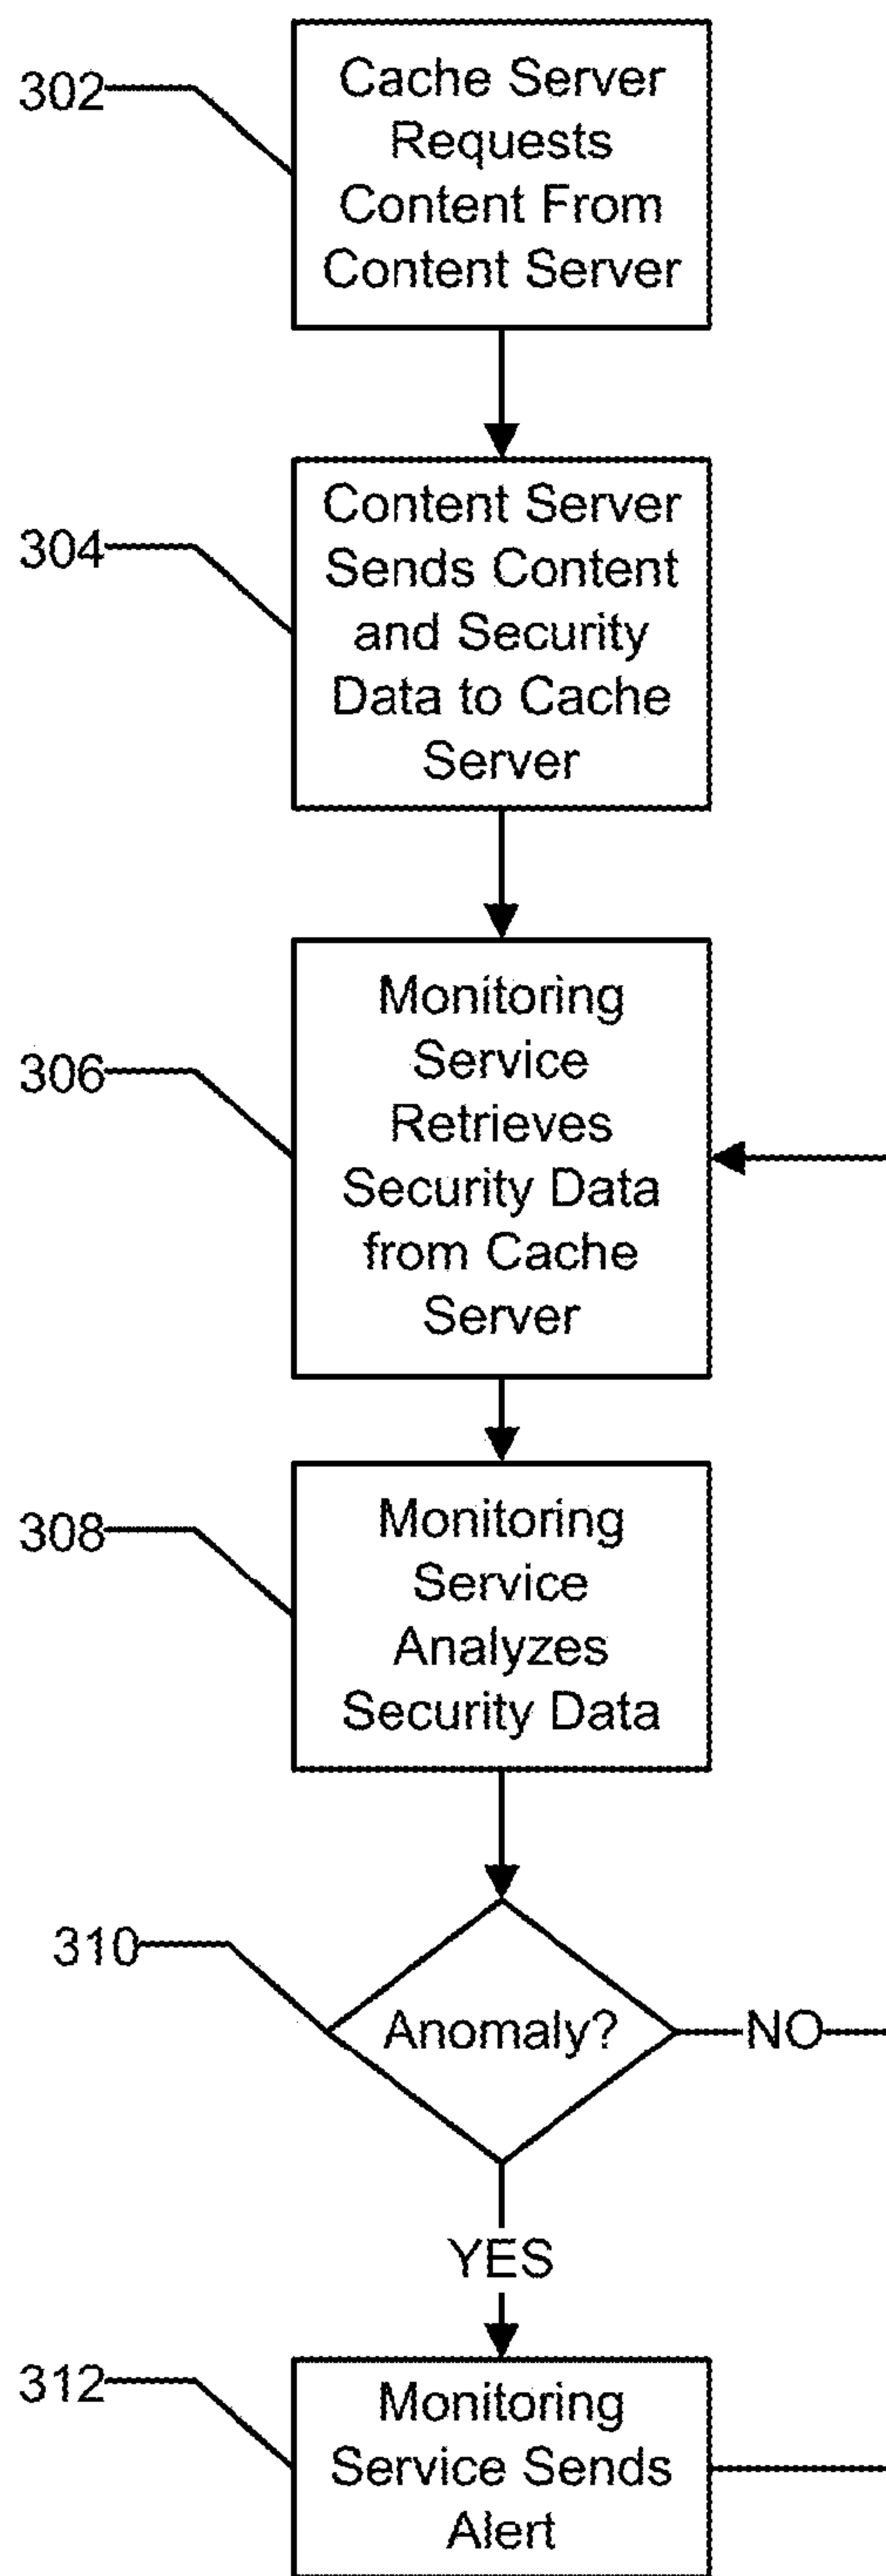 302
Cache Server
Requests
Content From
Content Server
304
Content Server
Sends Content
and Security
Data to Cache
Server
306
Monitoring
Service
Retrieves
Security Data
from Cache
Server
308
Monitoring
Service
Analyzes
Security Data
310
Anomaly?
NO
YES
312
Monitoring
Service Sends
Alert